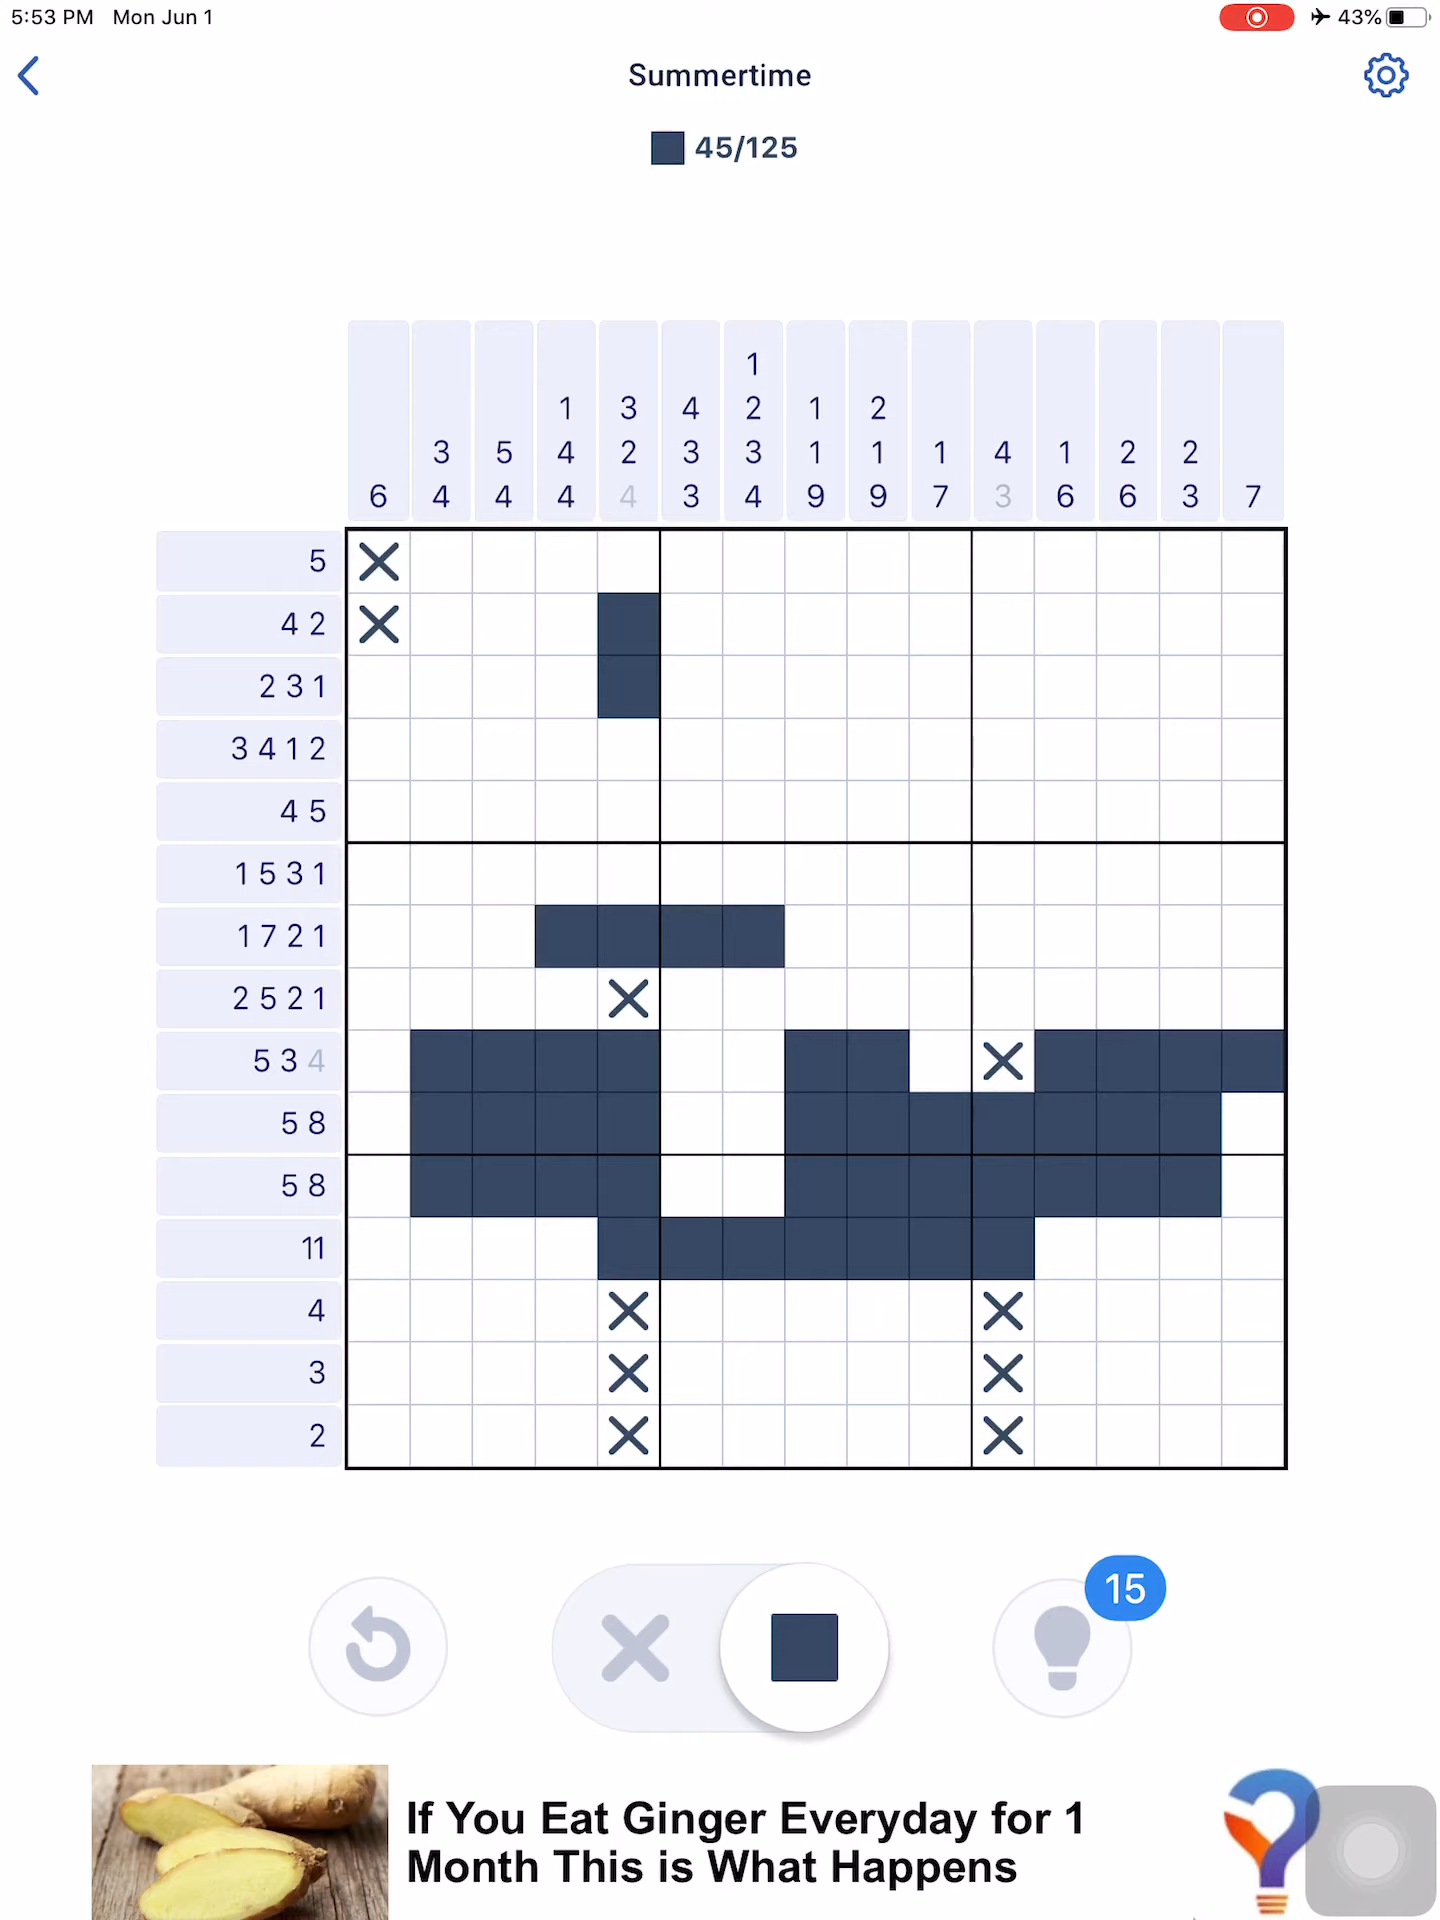 5:53 PM Mon Jun 1
43%
Summertime
45/125
1
1 3 4 2 1 2
3 5 4 2 3 3 1 1 1 4 1 2 2
6 4 4 4 4 3 4 9 9 7 3 6 6 3 7
5
4 2
2 3 1
3 4 1 2
4 5
1 5 3 1
1 7 2 1
2 5 2 1
5 3 4
5 8
5 8
11
4
3
2
15
If You Eat Ginger Everyday for 1
Month This is What Happens